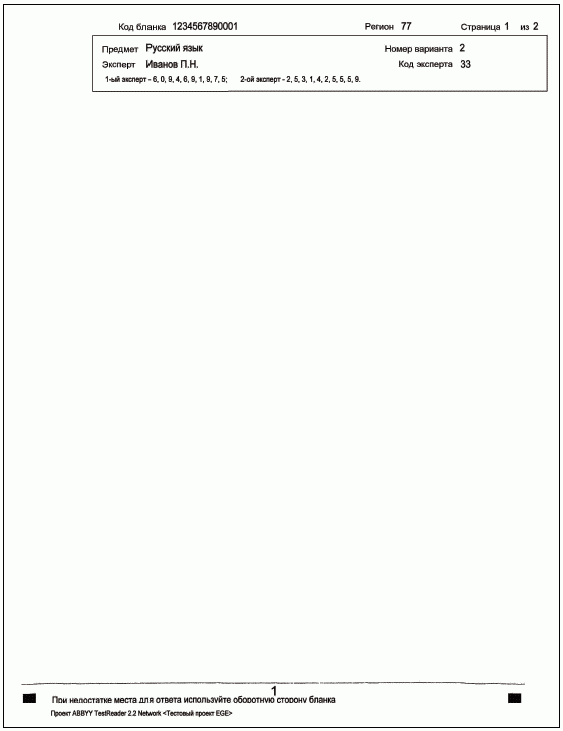 Код бланка 1234567890001 Регион 77 Страница 1 из 2
Предмет Русский язык Номер варианта 2
Эксперт Иванов П.Н. Код эксперта 33
1-ый эксперт – 6, 0, 9, 4, 6, 9, 1, 9, 7, 5; 2-ой эксперт - 2, 5, 3, 1, 4, 2, 5, 5, 5, 9.
1
При недостатке места для ответа используйте оборотную сторону бланка
Проект ABBYY TestReader 2.2 Network <Тестовый проект EGE>